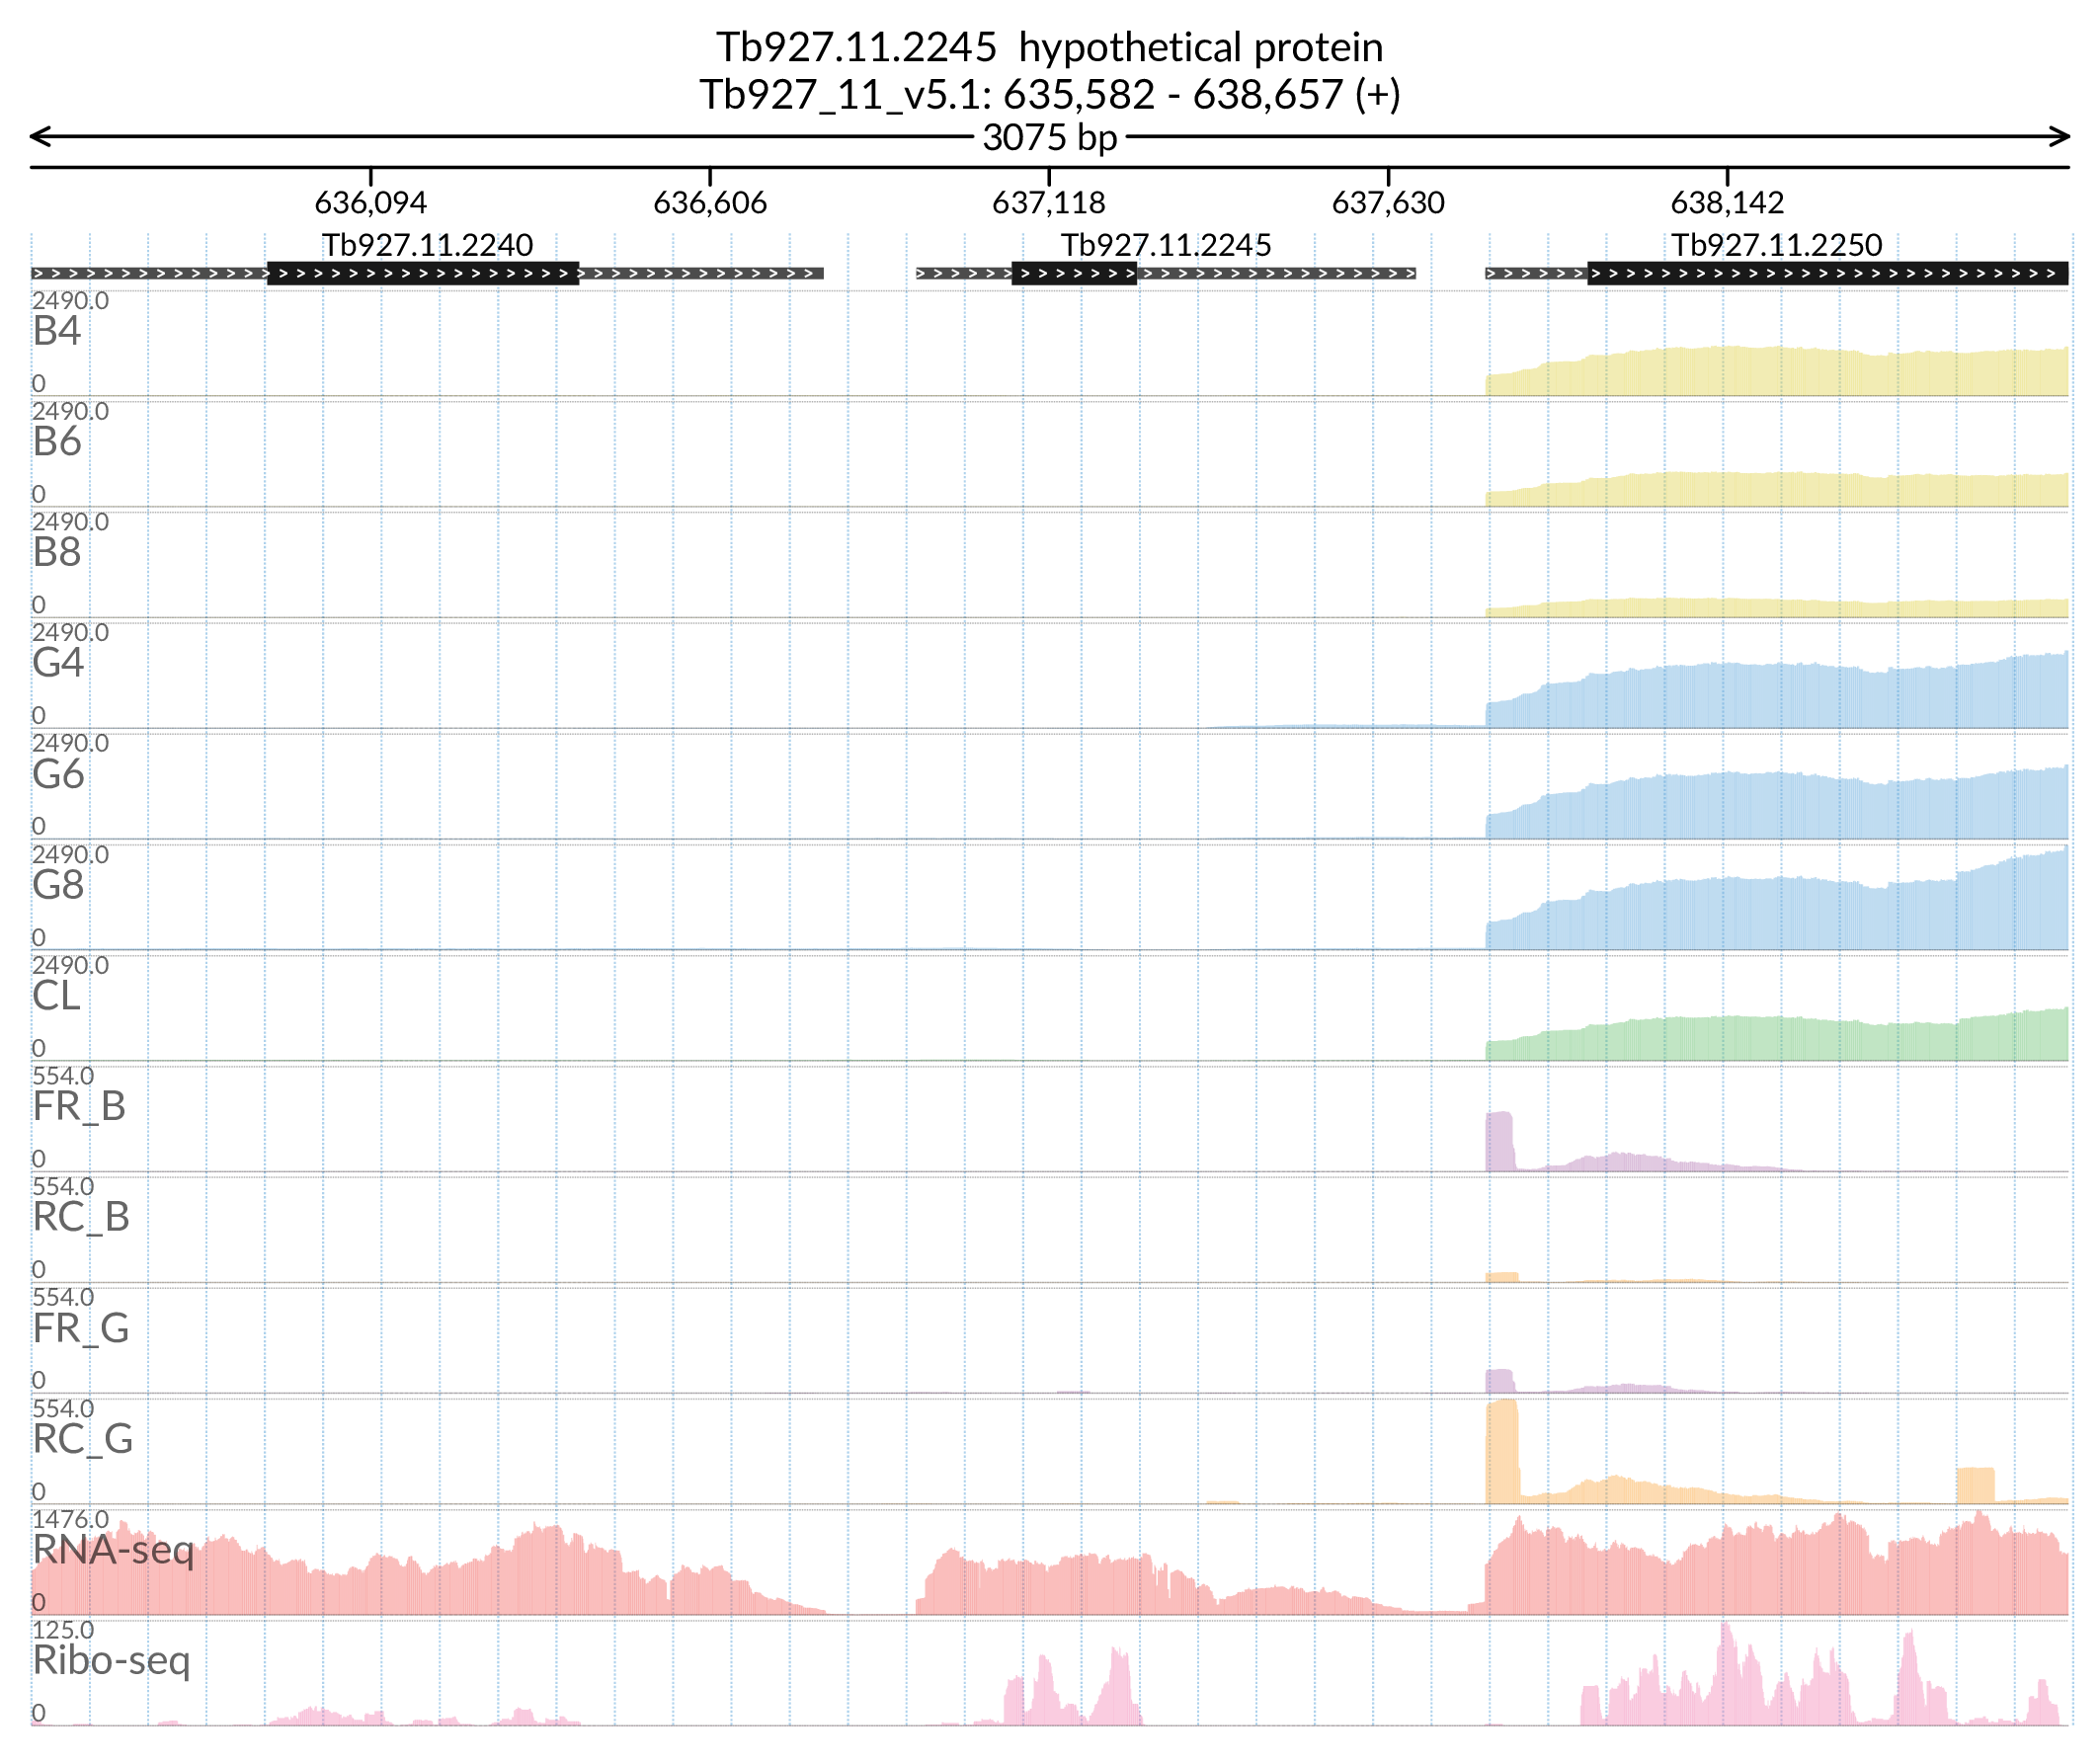 Tb927.11.2245  hypothetical protein
Tb927_11_v5.1: 635,582 - 638,657 (+)
3075 bp
636,094 636,606 637,118 637,630 638,142
Tb927.11.2240 Tb927.11.2245 Tb927.11.2250
2490.0
B4
0
2490.0
B6
0
2490.0
B8
0
2490.0
G4
0
2490.0
G6
0
2490.0
G8
0
2490.0
CL
0
554.0
FR_B
0
554.0
RC_B
0
554.0
FR_G
0
554.0
RC_G
0
1476.0
RNA-seq
0
125.0
Ribo-seq
0